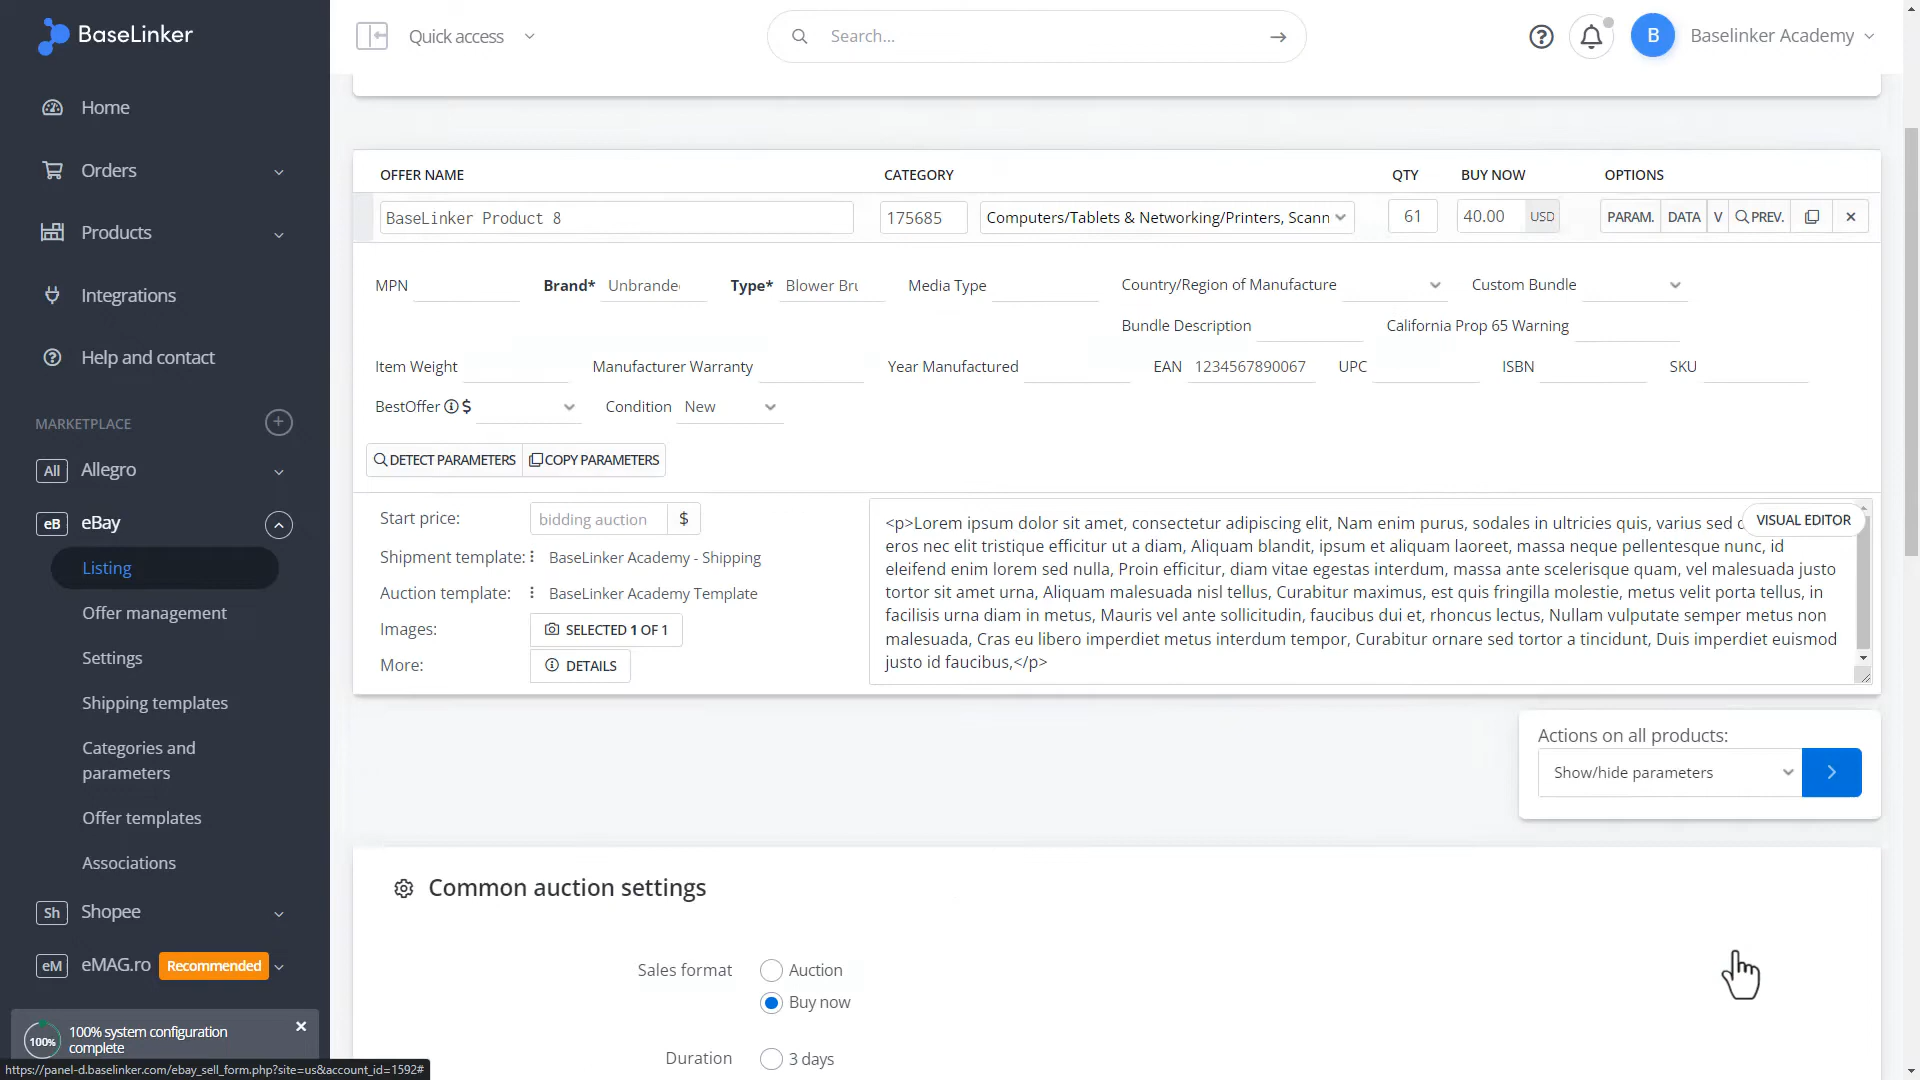 BaseLinker
Quick access
Search...
B
Baselinker Academy
Home
Orders
Products
Integrations
Help and contact
MARKETPLACE
All Allegro
eB eBay
Listing
Offer management
Settings
Shipping templates
Categories and
parameters
Offer templates
Associations
Sh Shopee
eM eMAG.ro Recommended
100% 100% system configuration
complete
https://panel-d.baselinker.com/ebay_sell_form.php?site=us&account_id=1592#
OFFER NAME CATEGORY QTY BUY NOW OPTIONS
BaseLinker Product 8 175685 Computers/Tablets & Networking/Printers, Scann 61 40.00 USD PARAM. DATA V PREV.
MPN Brand* Unbrande Type* Blower Bru Media Type Country/Region of Manufacture Custom Bundle
Bundle Description California Prop 65 Warning
Item Weight Manufacturer Warranty Year Manufactured EAN 1234567890067 UPC ISBN SKU
BestOffer $ Condition New
DETECT PARAMETERS COPY PARAMETERS
Start price: bidding auction $
Shipment template: BaseLinker Academy - Shipping
Auction template: BaseLinker Academy Template
Images: SELECTED 1 OF 1
More: DETAILS
VISUAL EDITOR
<p>Lorem ipsum dolor sit amet, consectetur adipiscing elit, Nam enim purus, sodales in ultricies quis, varius sed
eros nec elit tristique efficitur ut a diam, Aliquam blandit, ipsum et aliquam laoreet, massa neque pellentesque nunc, id
eleifend enim lorem sed nulla, Proin efficitur, diam vitae egestas interdum, massa ante scelerisque quam, vel malesuada justo
tortor sit amet urna, Aliquam malesuada nisl tellus, Curabitur maximus, est quis fringilla molestie, metus velit porta tellus, in
facilisis urna diam in metus, Mauris vel ante sollicitudin, faucibus dui et, rhoncus lectus, Nullam vulputate semper metus non
malesuada, Cras eu libero imperdiet metus interdum tempor, Curabitur ornare sed tortor a tincidunt, Duis imperdiet euismod
justo id faucibus,</p>
Actions on all products:
Show/hide parameters
Common auction settings
Sales format Auction
Buy now
Duration 3 days